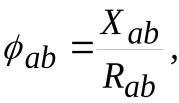 ϕ_ab = X_ab / R_ab ,